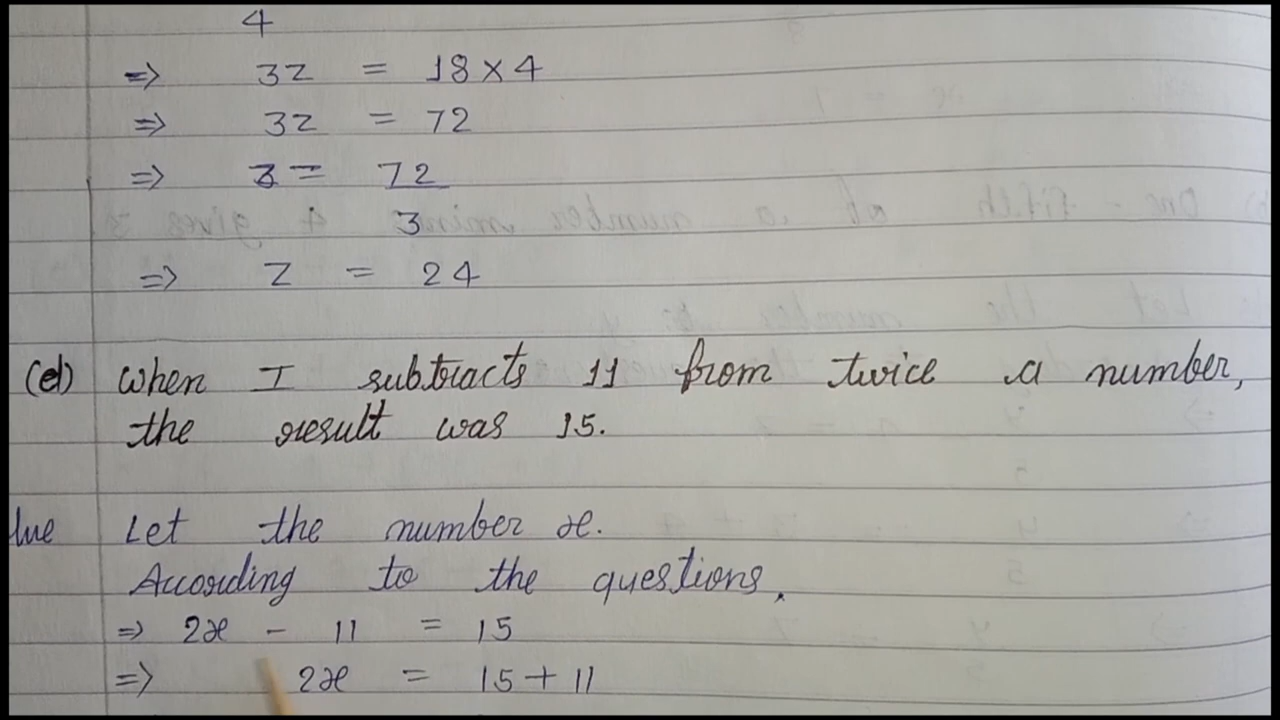 4
=> 3z = 18×4
=> 3z = 72
=> z = 72
3
=> z = 24
(d) When I subtracts 11 from twice a number,
the result was 15.
lue Let the number x.
According to the questions,
=> 2x - 11 = 15
=> 2x = 15 + 11